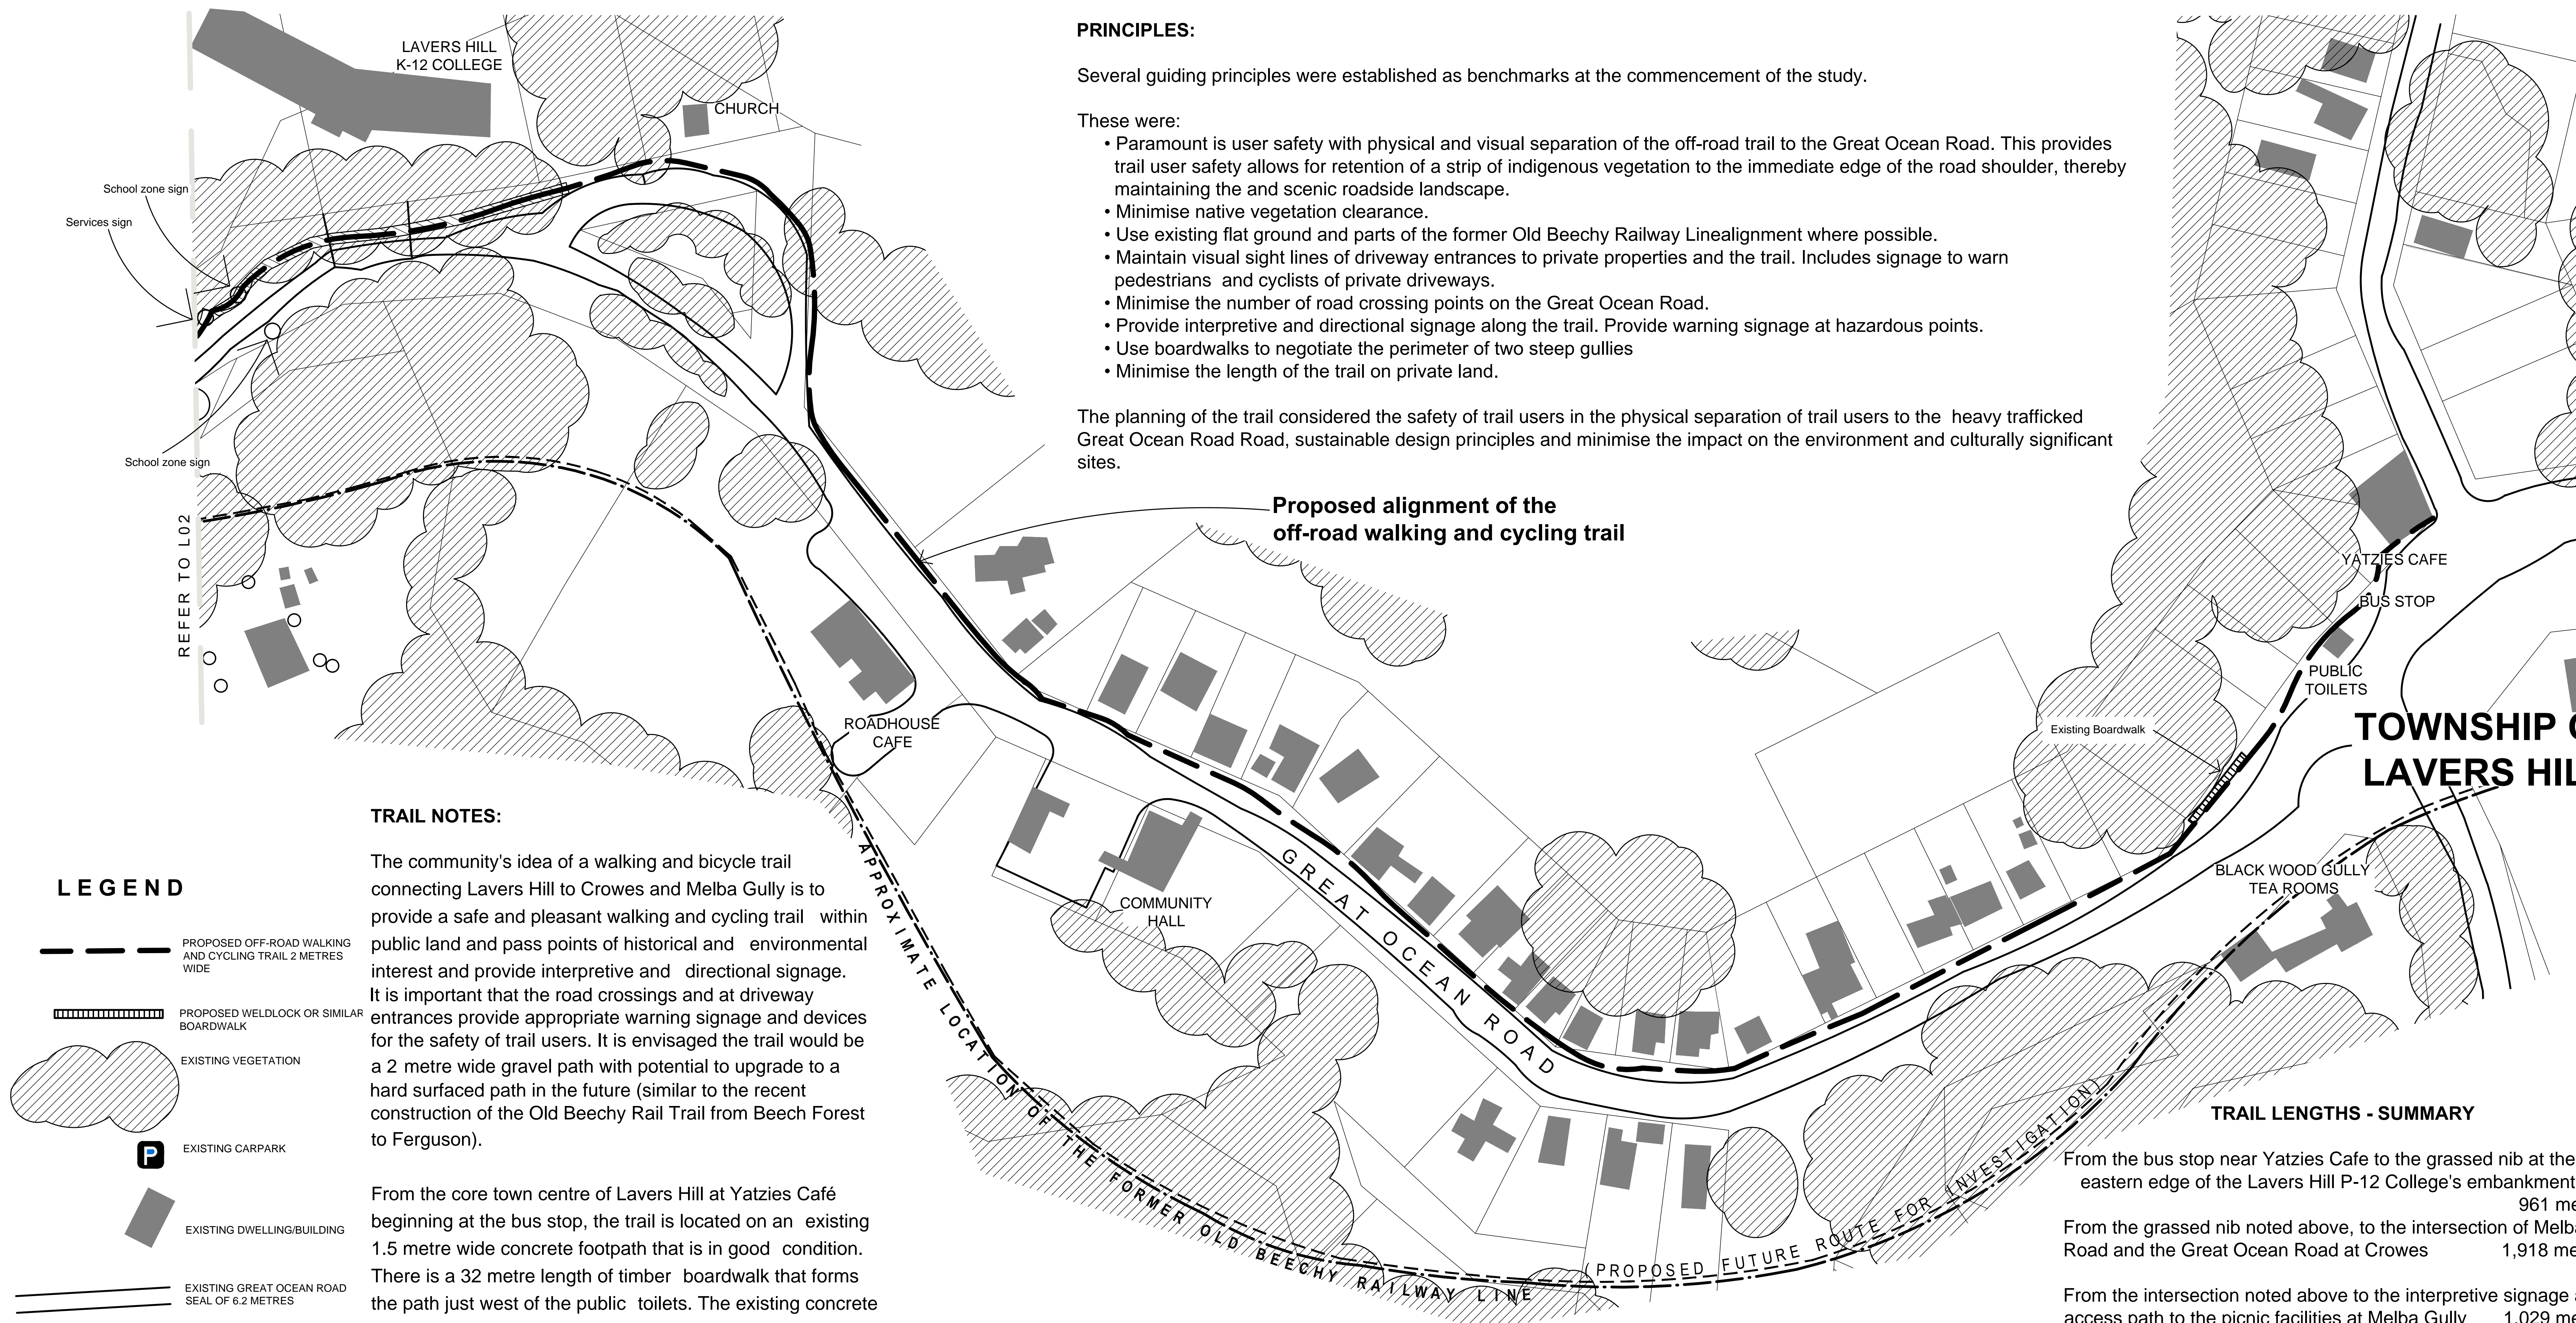 LAVERS HILL
K-12 COLLEGE
CHURCH
School zone sign
Services sign
School zone sign
REFER TO L02
PRINCIPLES:
Several guiding principles were established as benchmarks at the commencement of the study.
These were:
• Paramount is user safety with physical and visual separation of the off-road trail to the Great Ocean Road. This provides
trail user safety allows for retention of a strip of indigenous vegetation to the immediate edge of the road shoulder, thereby
maintaining the and scenic roadside landscape.
• Minimise native vegetation clearance.
• Use existing flat ground and parts of the former Old Beechy Railway Linealignment where possible.
• Maintain visual sight lines of driveway entrances to private properties and the trail. Includes signage to warn
pedestrians and cyclists of private driveways.
• Minimise the number of road crossing points on the Great Ocean Road.
• Provide interpretive and directional signage along the trail. Provide warning signage at hazardous points.
• Use boardwalks to negotiate the perimeter of two steep gullies
• Minimise the length of the trail on private land.
The planning of the trail considered the safety of trail users in the physical separation of trail users to the heavy trafficked
Great Ocean Road Road, sustainable design principles and minimise the impact on the environment and culturally significant
sites.
Proposed alignment of the
off-road walking and cycling trail
YATZIES CAFE
BUS STOP
PUBLIC
TOILETS
Existing Boardwalk
TOWNSHIP
LAVERS HIL
BLACK WOOD GULLY
TEA ROOMS
ROADHOUSE
CAFE
COMMUNITY
HALL
GREAT OCEAN ROAD
APPROXIMATE LOCATION OF THE FORMER OLD BEECHY RAILWAY LINE
(PROPOSED FUTURE ROUTE FOR INVESTIGATION)
LEGEND
PROPOSED OFF-ROAD WALKING
AND CYCLING TRAIL 2 METRES
WIDE
PROPOSED WELDLOCK OR SIMILAR
BOARDWALK
EXISTING VEGETATION
P
EXISTING CARPARK
EXISTING DWELLING/BUILDING
EXISTING GREAT OCEAN ROAD
SEAL OF 6.2 METRES
TRAIL NOTES:
The community's idea of a walking and bicycle trail
connecting Lavers Hill to Crowes and Melba Gully is to
provide a safe and pleasant walking and cycling trail within
public land and pass points of historical and environmental
interest and provide interpretive and directional signage.
It is important that the road crossings and at driveway
entrances provide appropriate warning signage and devices
for the safety of trail users. It is envisaged the trail would be
a 2 metre wide gravel path with potential to upgrade to a
hard surfaced path in the future (similar to the recent
construction of the Old Beechy Rail Trail from Beech Forest
to Ferguson).
From the core town centre of Lavers Hill at Yatzies Café
beginning at the bus stop, the trail is located on an existing
1.5 metre wide concrete footpath that is in good condition.
There is a 32 metre length of timber boardwalk that forms
the path just west of the public toilets. The existing concrete
TRAIL LENGTHS - SUMMARY
From the bus stop near Yatzies Cafe to the grassed nib at the
eastern edge of the Lavers Hill P-12 College's embankment
961 me
From the grassed nib noted above, to the intersection of Melb
Road and the Great Ocean Road at Crowes 1,918 me
From the intersection noted above to the interpretive signage a
access path to the picnic facilities at Melba Gully 1,029 me